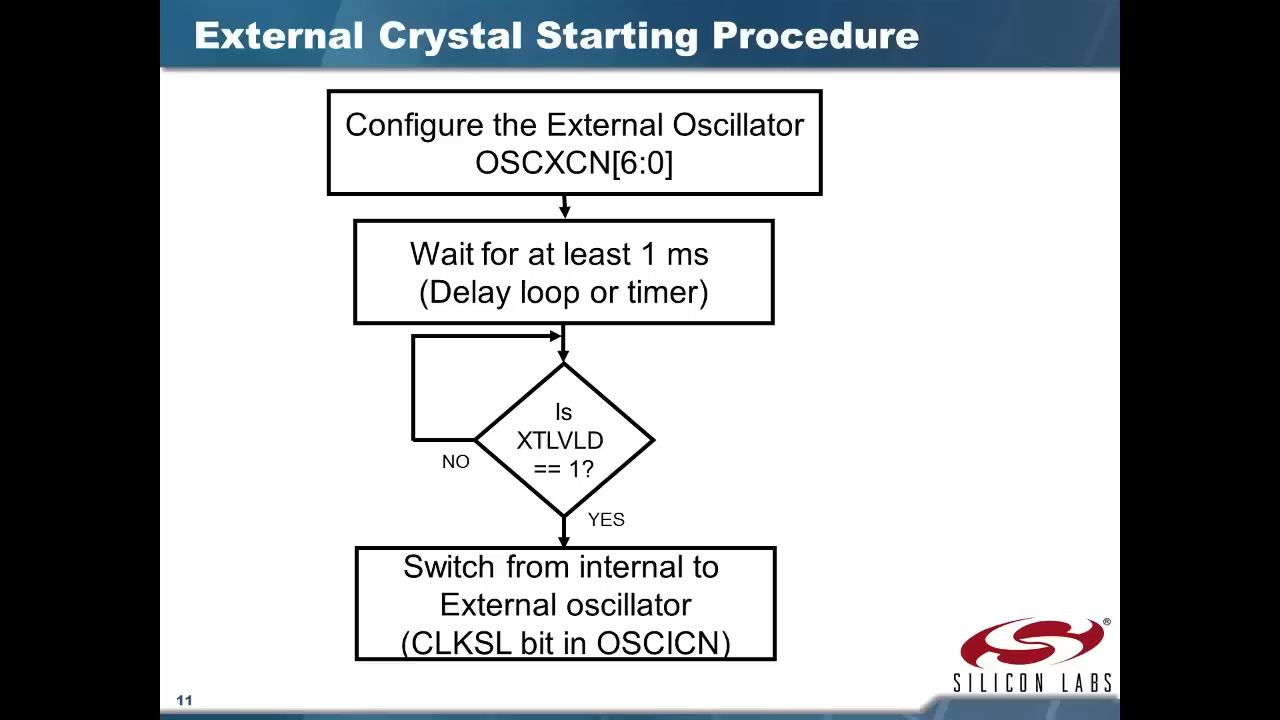 External Crystal Starting Procedure
Configure the External Oscillator
OSCXCN[6:0]
Wait for at least 1 ms
(Delay loop or timer)
Is
XTLVLD
== 1?
NO
YES
Switch from internal to
External oscillator
(CLKSL bit in OSCICN)
®
SILICON LABS
11